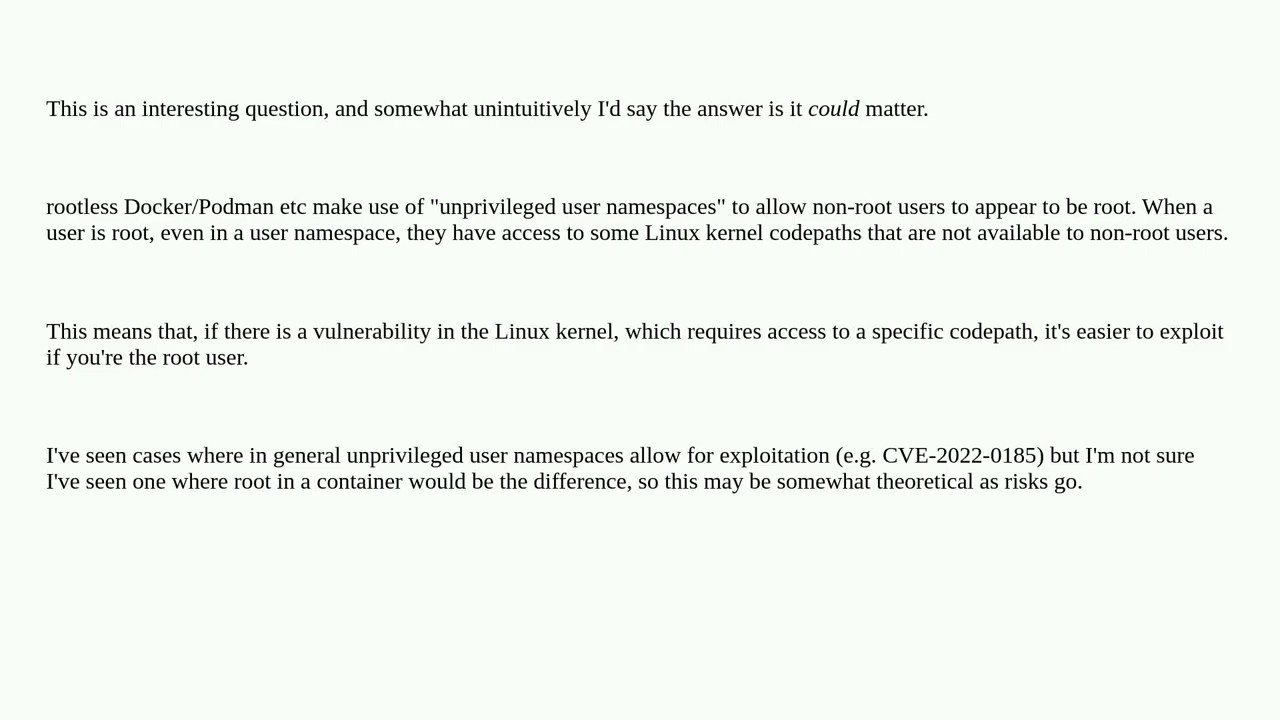 This is an interesting question, and somewhat unintuitively I'd say the answer is it could matter.
rootless Docker/Podman etc make use of "unprivileged user namespaces" to allow non-root users to appear to be root. When a
user is root, even in a user namespace, they have access to some Linux kernel codepaths that are not available to non-root users.
This means that, if there is a vulnerability in the Linux kernel, which requires access to a specific codepath, it's easier to exploit
if you're the root user.
I've seen cases where in general unprivileged user namespaces allow for exploitation (e.g. CVE-2022-0185) but I'm not sure
I've seen one where root in a container would be the difference, so this may be somewhat theoretical as risks go.